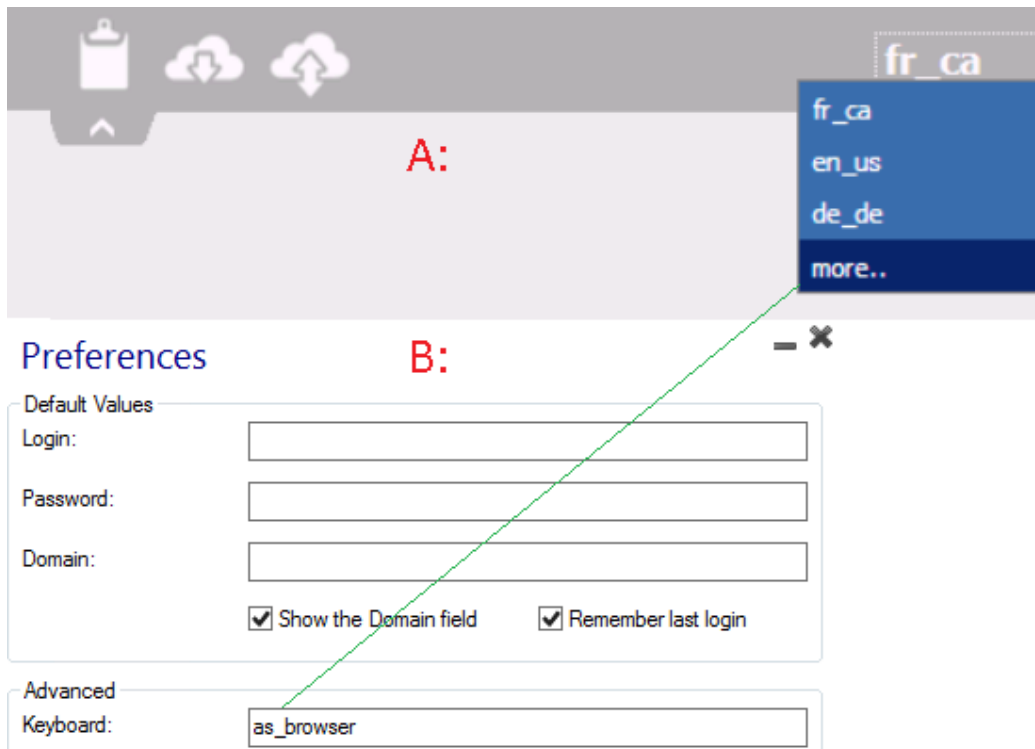 fr_ca
fr_ca
A:
en_us
de_de
more..
Preferences
B:
Default Values
Login:
Password:
Domain:
Show the Domain field Remember last login
Advanced
Keyboard: as_browser